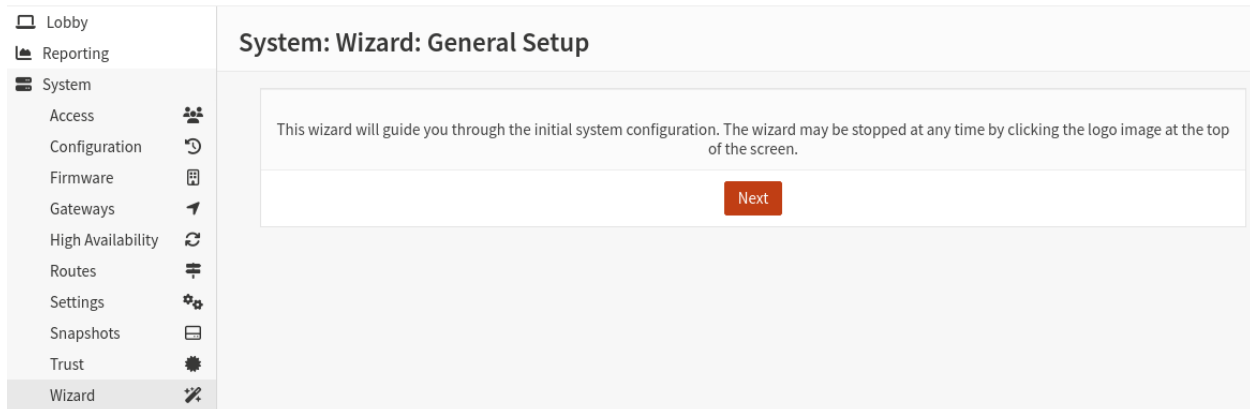 Lobby
Reporting
System
Access
Configuration
Firmware
Gateways
High Availability
Routes
Settings
Snapshots
Trust
Wizard
System: Wizard: General Setup
This wizard will guide you through the initial system configuration. The wizard may be stopped at any time by clicking the logo image at the top
of the screen.
Next